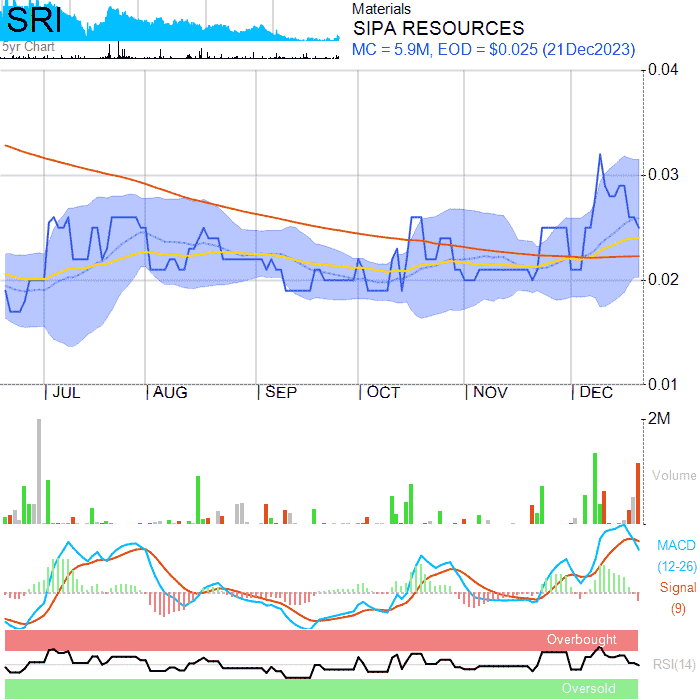 SRI
5yr Chart
Materials
SIPA RESOURCES
MC = 5.9M, EOD = $0.025 (21Dec2023)
0.04
0.03
0.02
0.01
JUL AUG SEP OCT NOV DEC
2M
Volume
MACD
(12-26)
Signal
(9)
Overbought
RSI(14)
Oversold